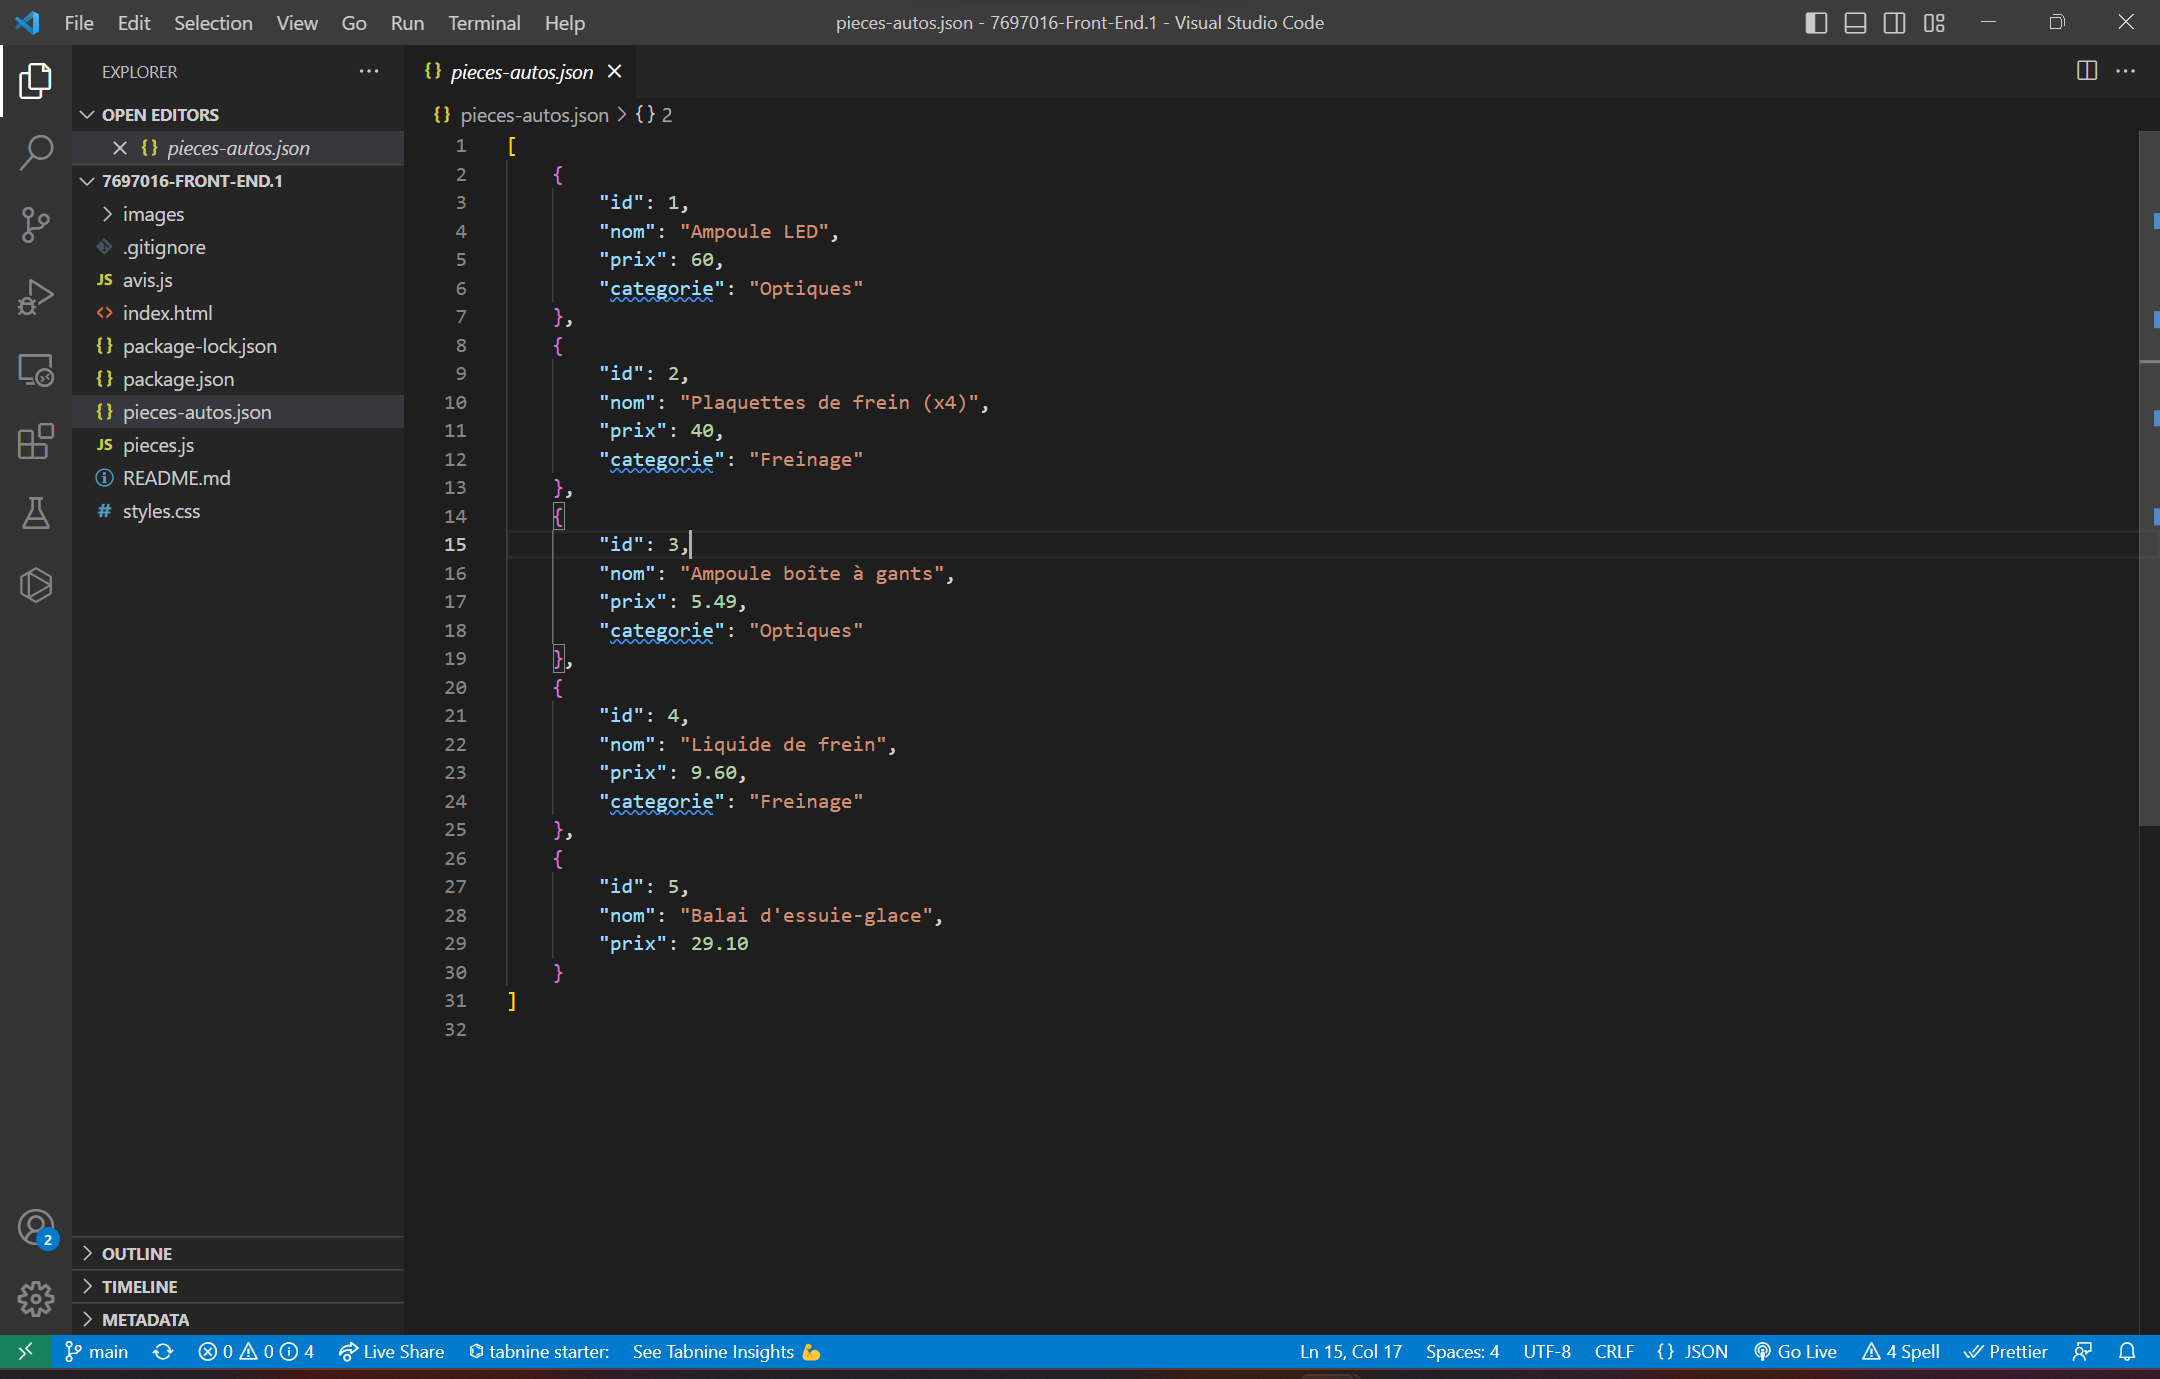 File Edit Selection View Go Run Terminal Help
pieces-autos.json - 7697016-Front-End.1 - Visual Studio Code
EXPLORER
OPEN EDITORS
pieces-autos.json
7697016-FRONT-END.1
images
.gitignore
avis.js
index.html
package-lock.json
package.json
pieces-autos.json
pieces.js
README.md
styles.css
OUTLINE
TIMELINE
METADATA
pieces-autos.json
pieces-autos.json > {} 2
1 [
2 {
3 "id": 1,
4 "nom": "Ampoule LED",
5 "prix": 60,
6 "categorie": "Optiques"
7 },
8 {
9 "id": 2,
10 "nom": "Plaquettes de frein (x4)",
11 "prix": 40,
12 "categorie": "Freinage"
13 },
14 {
15 "id": 3,
16 "nom": "Ampoule boîte à gants",
17 "prix": 5.49,
18 "categorie": "Optiques"
19 },
20 {
21 "id": 4,
22 "nom": "Liquide de frein",
23 "prix": 9.60,
24 "categorie": "Freinage"
25 },
26 {
27 "id": 5,
28 "nom": "Balai d'essuie-glace",
29 "prix": 29.10
30 }
31 ]
32
2
main 0 0 4 Live Share tabnine starter: See Tabnine Insights 💪 Ln 15, Col 17 Spaces: 4 UTF-8 CRLF {} JSON Go Live 4 Spell Prettier